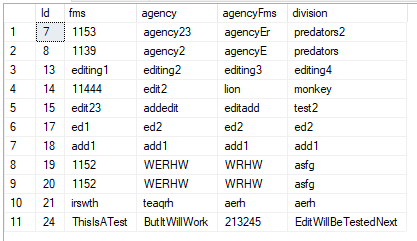 Id fms agency agencyFms division
1 7 1153 agency23 agencyEr predators2
2 8 1139 agency2 agencyE predators
3 13 editing1 editing2 editing3 editing4
4 14 11444 edit2 lion monkey
5 15 edit23 addedit editadd test2
6 17 ed1 ed2 ed2 ed2
7 18 add1 add1 add1 add1
8 19 1152 WERHW WRHW asfg
9 20 1152 WERHW WRHW asfg
10 21 irswth teaqrh aerh aerh
11 24 ThisIsATest ButItWillWork 213245 EditWillBeTestedNext